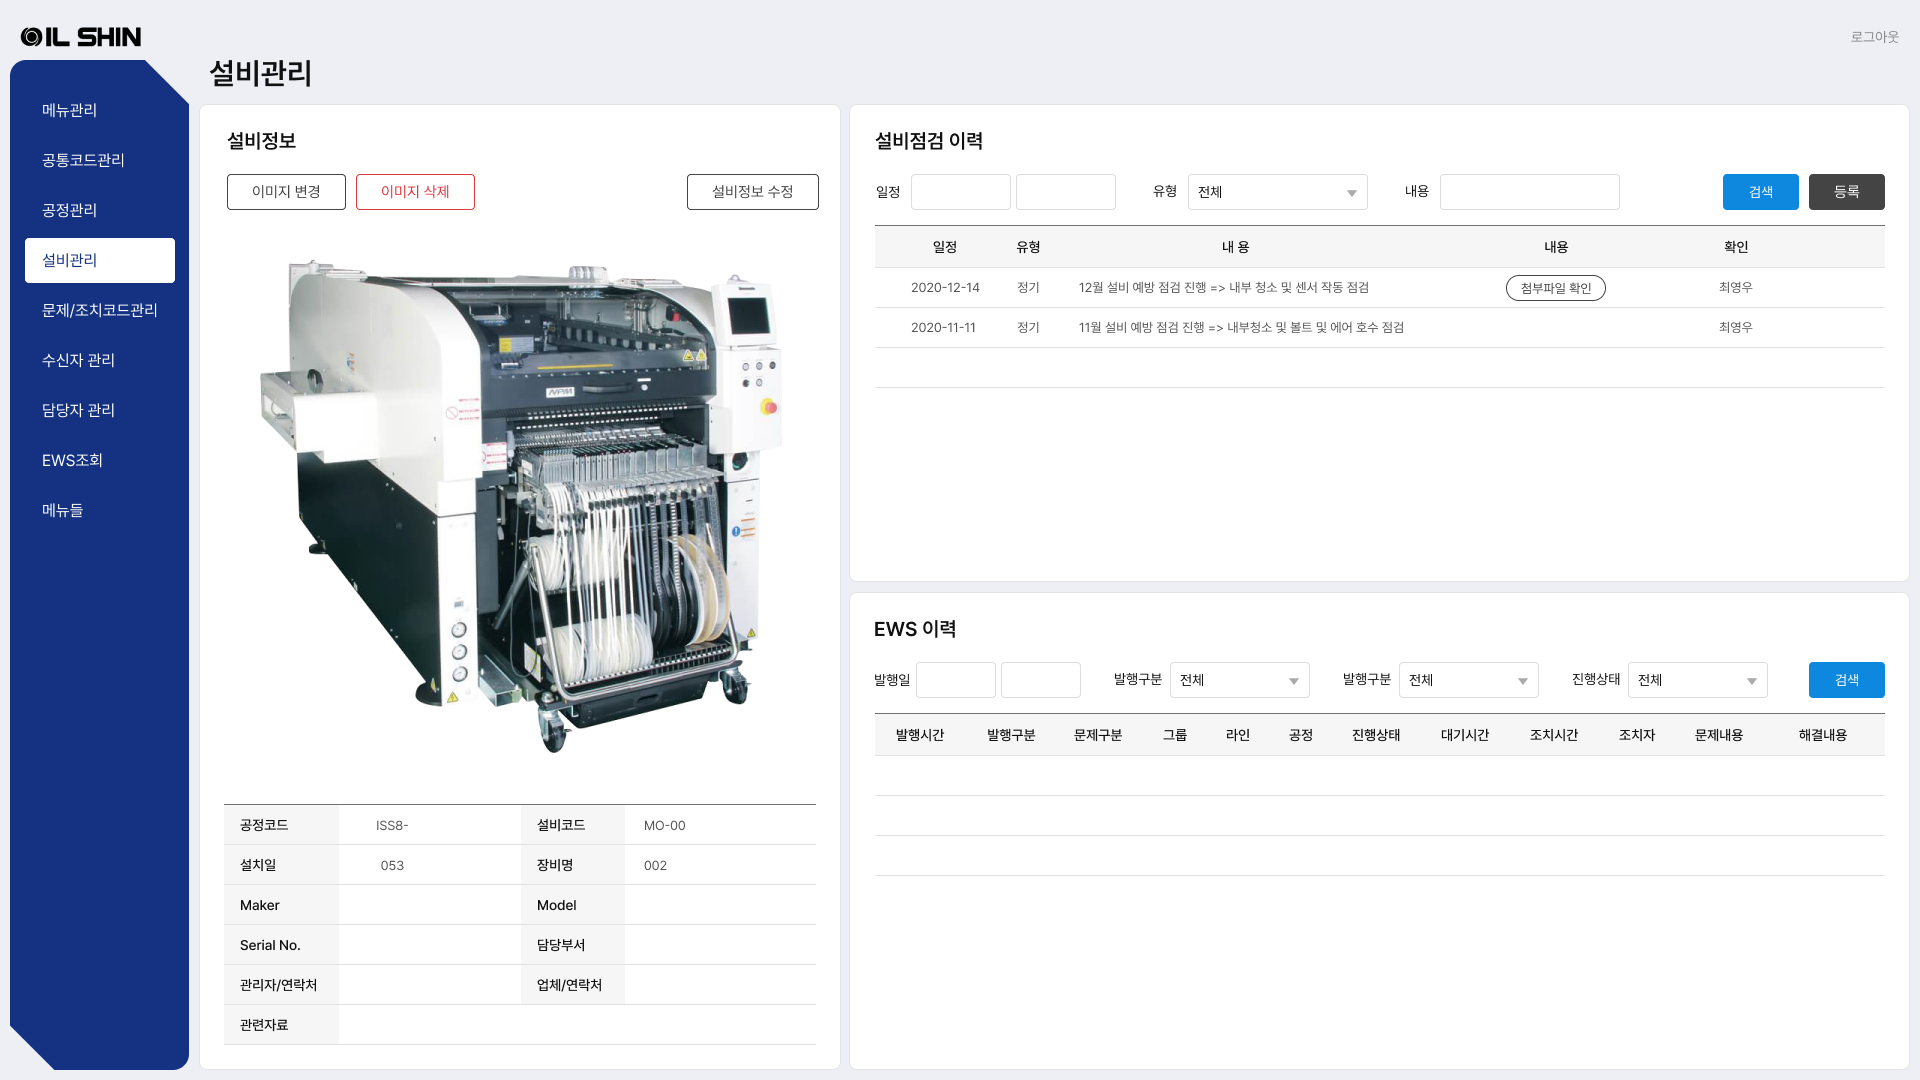 OIL SHIN
로그아웃
설비관리
메뉴관리
공통코드관리
공정관리
설비관리
문제/조치코드관리
수신자 관리
담당자 관리
EWS조회
메뉴들
설비정보
이미지 변경
이미지 삭제
설비정보 수정
NPM
공정코드 ISS8- 설비코드 MO-00
설치일 053 장비명 002
Maker Model
Serial No. 담당부서
관리자/연락처 업체/연락처
관련자료
설비점검 이력
일정 유형 전체 내용 검색 등록
일정 유형 내 용 내용 확인
2020-12-14 정기 12월 설비 예방 점검 진행 => 내부 청소 및 센서 작동 점검 첨부파일 확인 최영우
2020-11-11 정기 11월 설비 예방 점검 진행 => 내부청소 및 볼트 및 에어 호수 점검 최영우
EWS 이력
발행일 발행구분 전체 발행구분 전체 진행상태 전체 검색
발행시간 발행구분 문제구분 그룹 라인 공정 진행상태 대기시간 조치시간 조치자 문제내용 해결내용